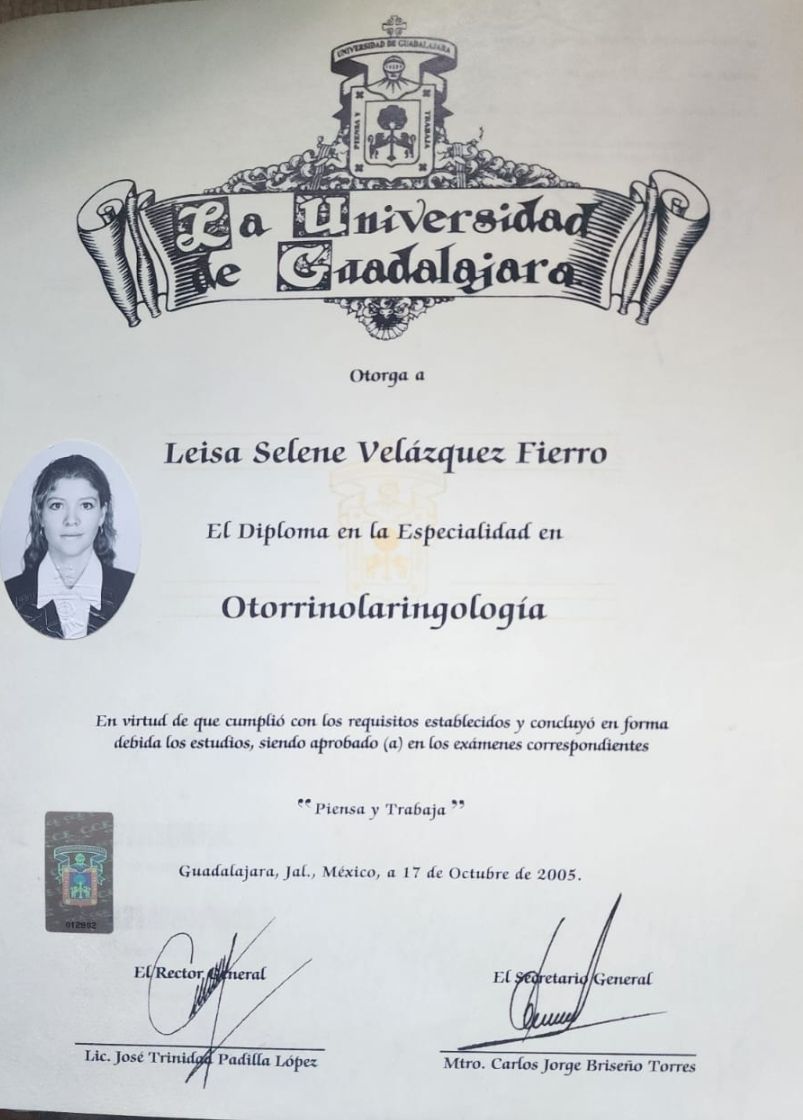 UNIVERSIDAD DE GUADALAJARA
PIENSA Y
TRABAJA
La Universidad
de Guadalajara
Otorga a
Leisa Selene Velázquez Fierro
El Diploma en la Especialidad en
Otorrinolaringología
En virtud de que cumplió con los requisitos establecidos y concluyó en forma
debida los estudios, siendo aprobado (a) en los exámenes correspondientes
“ Piensa y Trabaja ”
Guadalajara, Jal., México, a 17 de Octubre de 2005.
012992
El Rector General
El Secretario General
Lic. José Trinidad Padilla López
Mtro. Carlos Jorge Briseño Torres